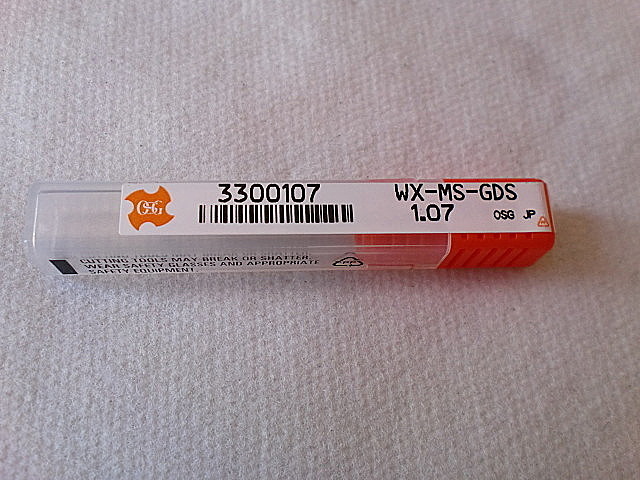 OSG
3300107
WX-MS-GDS
1.07
OSG JP
CUTTING TOOLS MAY BREAK OR SHATTER.
WEAR SAFETY GLASSES AND APPROPRIATE
SAFETY EQUIPMENT